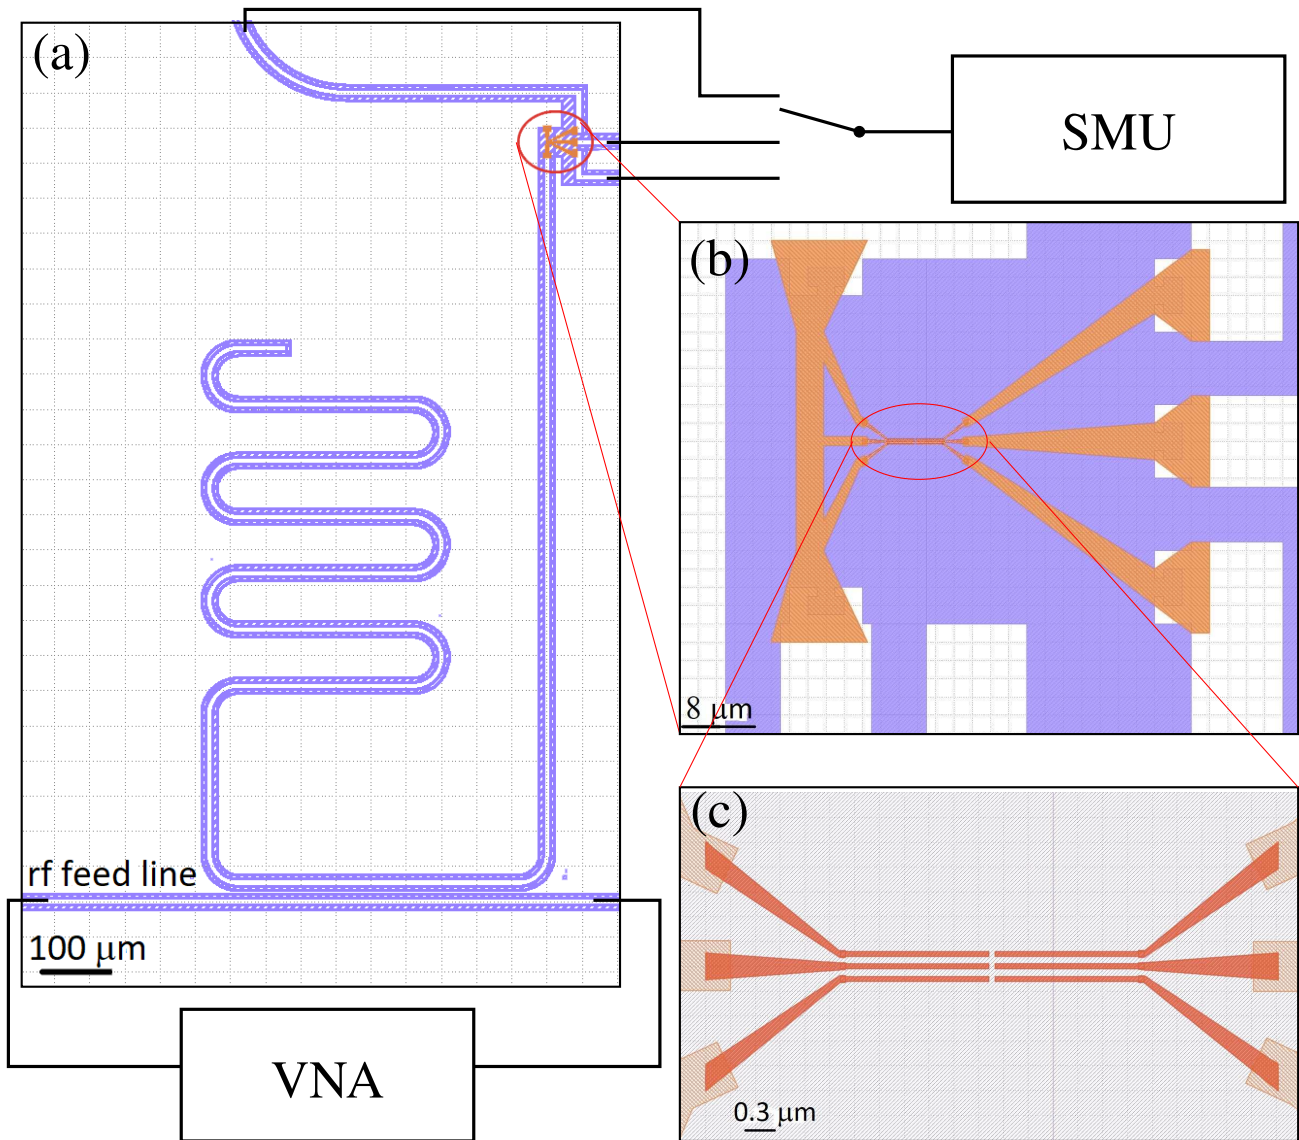 (a)
SMU
(b)
8 μm
(c)
rf feed line
100 μm
VNA
0.3 μm